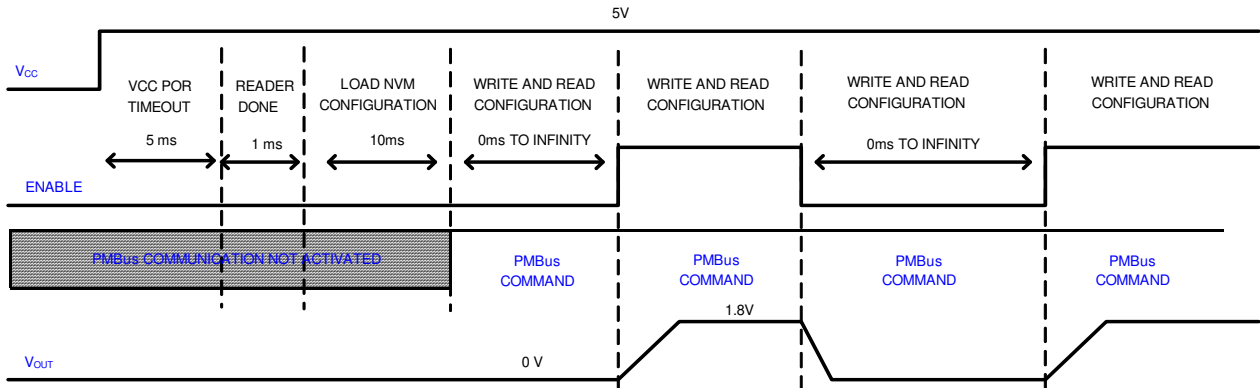 5V
VCC
VCC POR
TIMEOUT
5 ms
READER
DONE
1 ms
LOAD NVM
CONFIGURATION
10ms
WRITE AND READ
CONFIGURATION
0ms TO INFINITY
WRITE AND READ
CONFIGURATION
WRITE AND READ
CONFIGURATION
0ms TO INFINITY
WRITE AND READ
CONFIGURATION
ENABLE
PMBus COMMUNICATION NOT ACTIVATED
PMBus
COMMAND
PMBus
COMMAND
PMBus
COMMAND
PMBus
COMMAND
1.8V
VOUT
0 V